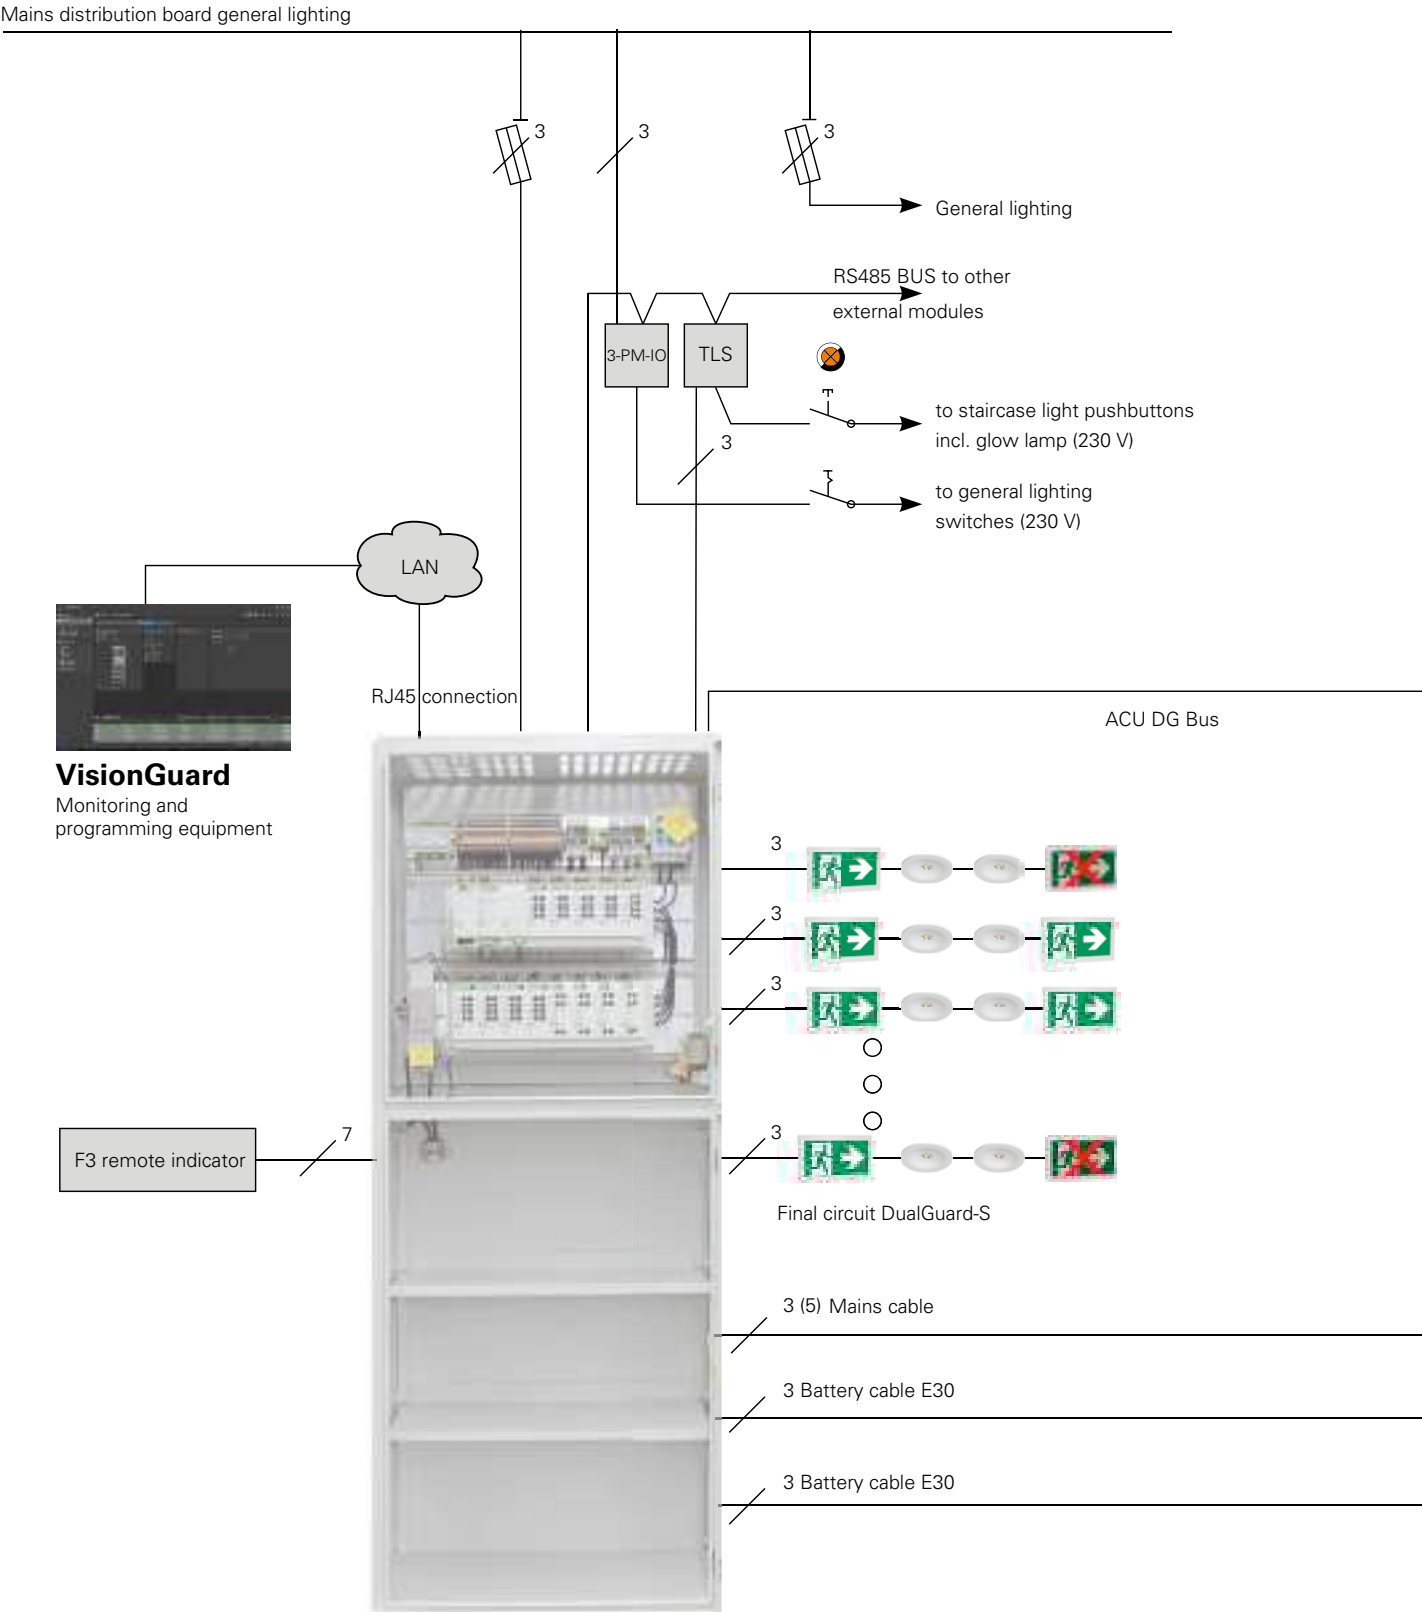 Mains distribution board general lighting
3
3
3
General lighting
RS485 BUS to other
external modules
3-PM-IO
TLS
to staircase light pushbuttons
incl. glow lamp (230 V)
3
to general lighting
switches (230 V)
LAN
RJ45 connection
ACU DG Bus
VisionGuard
Monitoring and
programming equipment
3
3
3
7
3
F3 remote indicator
Final circuit DualGuard-S
3 (5) Mains cable
3 Battery cable E30
3 Battery cable E30